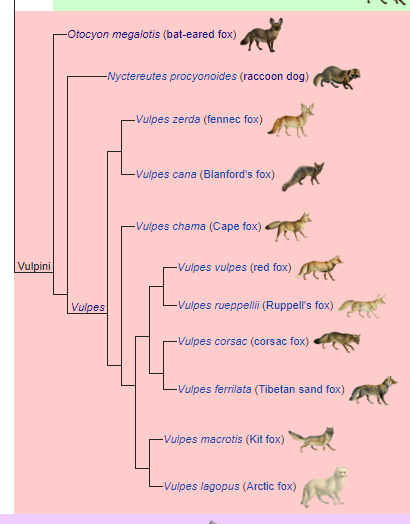 Otocyon megalotis (bat-eared fox)
Nyctereutes procyonoides (raccoon dog)
Vulpes zerda (fennec fox)
Vulpes cana (Blanford's fox)
Vulpes chama (Cape fox)
Vulpini
Vulpes vulpes (red fox)
Vulpes
Vulpes rueppellii (Ruppell's fox)
Vulpes corsac (corsac fox)
Vulpes ferrilata (Tibetan sand fox)
Vulpes macrotis (Kit fox)
Vulpes lagopus (Arctic fox)